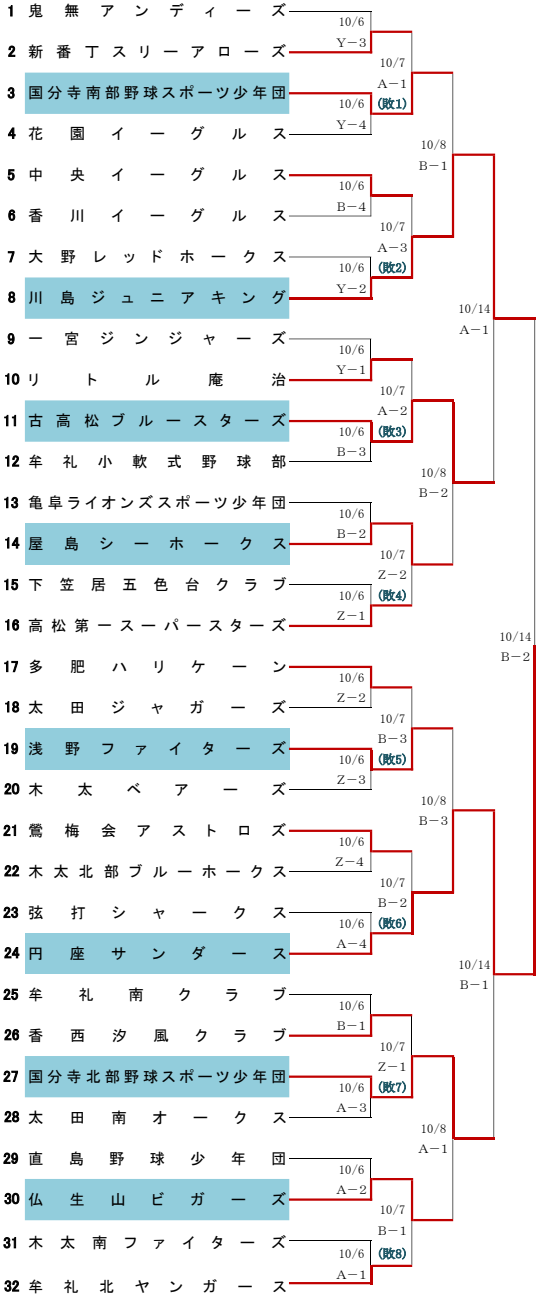 1 鬼無アンディーズ
2 新番丁スリーアローズ
3 国分寺南部野球スポーツ少年団
4 花園イーグルス
5 中央イーグルス
6 香川イーグルス
7 大野レッドホークス
8 川島ジュニアキング
9 一宮ジンジャーズ
10 リトル庵治
11 古高松ブルースターズ
12 牟礼小軟式野球部
13 亀阜ライオンズスポーツ少年団
14 屋島シーホークス
15 下笠居五色台クラブ
16 高松第一スーパースターズ
17 多肥ハリケーン
18 太田ジャガーズ
19 浅野ファイターズ
20 木太ベアーズ
21 鶯梅会アストロズ
22 木太北部ブルーホークス
23 弦打シャークス
24 円座サンダース
25 牟礼南クラブ
26 香西汐風クラブ
27 国分寺北部野球スポーツ少年団
28 太田南オークス
29 直島野球少年団
30 仏生山ビガーズ
31 木太南ファイターズ
32 牟礼北ヤンガース
10/6
Y-3
10/6
Y-4
10/6
B-4
10/6
Y-2
10/6
Y-1
10/6
B-3
10/6
B-2
10/6
Z-1
10/6
Z-2
10/6
Z-3
10/6
Z-4
10/6
A-4
10/6
B-1
10/6
A-3
10/6
A-2
10/6
A-1
10/7
A-1
(敗1)
10/7
A-3
(敗2)
10/7
A-2
(敗3)
10/7
Z-2
(敗4)
10/7
B-3
(敗5)
10/7
B-2
(敗6)
10/7
Z-1
(敗7)
10/7
B-1
(敗8)
10/8
B-1
10/8
B-2
10/8
B-3
10/8
A-1
10/14
A-1
10/14
B-1
10/14
B-2